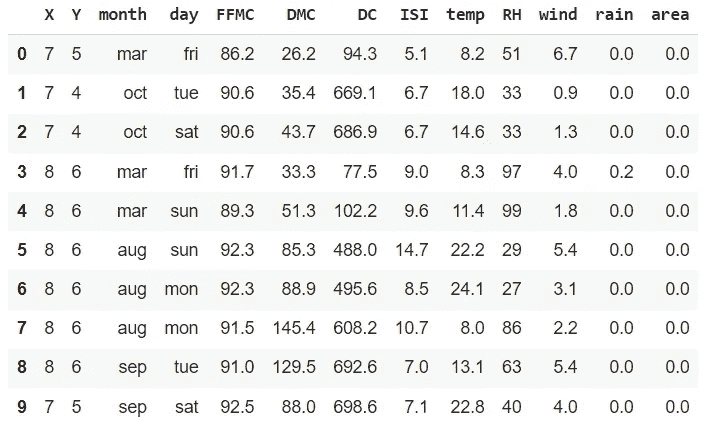 X Y month day FFMC DMC DC ISI temp RH wind rain area
0 7 5 mar fri 86.2 26.2 94.3 5.1 8.2 51 6.7 0.0 0.0
1 7 4 oct tue 90.6 35.4 669.1 6.7 18.0 33 0.9 0.0 0.0
2 7 4 oct sat 90.6 43.7 686.9 6.7 14.6 33 1.3 0.0 0.0
3 8 6 mar fri 91.7 33.3 77.5 9.0 8.3 97 4.0 0.2 0.0
4 8 6 mar sun 89.3 51.3 102.2 9.6 11.4 99 1.8 0.0 0.0
5 8 6 aug sun 92.3 85.3 488.0 14.7 22.2 29 5.4 0.0 0.0
6 8 6 aug mon 92.3 88.9 495.6 8.5 24.1 27 3.1 0.0 0.0
7 8 6 aug mon 91.5 145.4 608.2 10.7 8.0 86 2.2 0.0 0.0
8 8 6 sep tue 91.0 129.5 692.6 7.0 13.1 63 5.4 0.0 0.0
9 7 5 sep sat 92.5 88.0 698.6 7.1 22.8 40 4.0 0.0 0.0